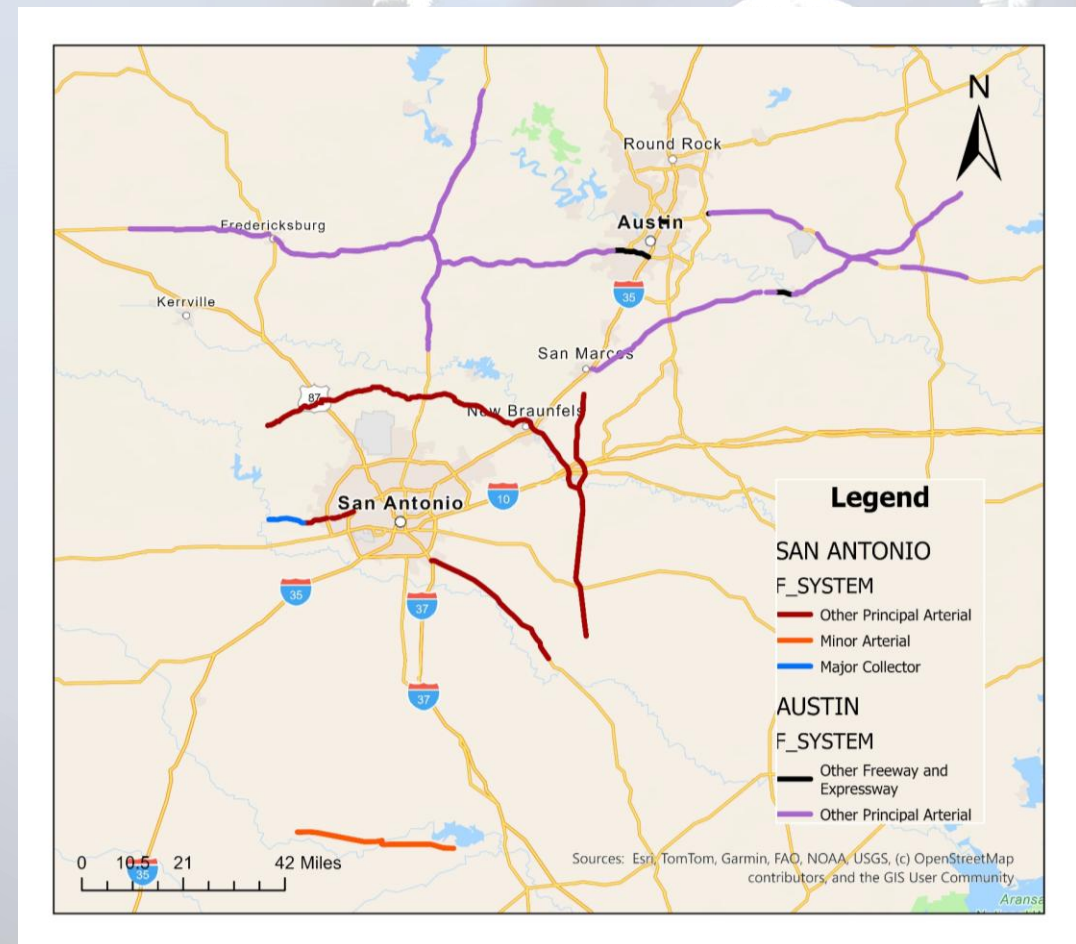 N
Round Rock
Austin
Fredericksburg
35
Kerrville
San Marcos
87
New Braunfels
San Antonio
10
35
37
37
Legend
SAN ANTONIO
F_SYSTEM
Other Principal Arterial
Minor Arterial
Major Collector
AUSTIN
F_SYSTEM
Other Freeway and
Expressway
Other Principal Arterial
0 10.5 21 42 Miles
35
Sources: Esri, TomTom, Garmin, FAO, NOAA, USGS, (c) OpenStreetMap
contributors, and the GIS User Community